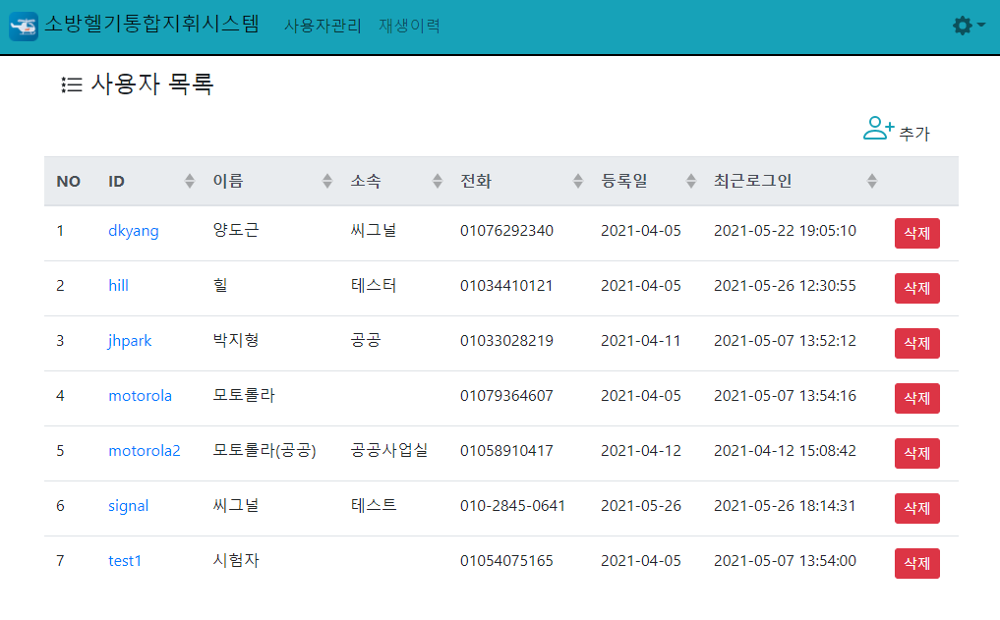 소방헬기통합지휘시스템 사용자관리 재생이력
사용자 목록
추가
NO ID 이름 소속 전화 등록일 최근로그인
1 dkyang 양도근 씨그널 01076292340 2021-04-05 2021-05-22 19:05:10 삭제
2 hill 힐 테스터 01034410121 2021-04-05 2021-05-26 12:30:55 삭제
3 jhpark 박지형 공공 01033028219 2021-04-11 2021-05-07 13:52:12 삭제
4 motorola 모토롤라 01079364607 2021-04-05 2021-05-07 13:54:16 삭제
5 motorola2 모토롤라(공공) 공공사업실 01058910417 2021-04-12 2021-04-12 15:08:42 삭제
6 signal 씨그널 테스트 010-2845-0641 2021-05-26 2021-05-26 18:14:31 삭제
7 test1 시험자 01054075165 2021-04-05 2021-05-07 13:54:00 삭제